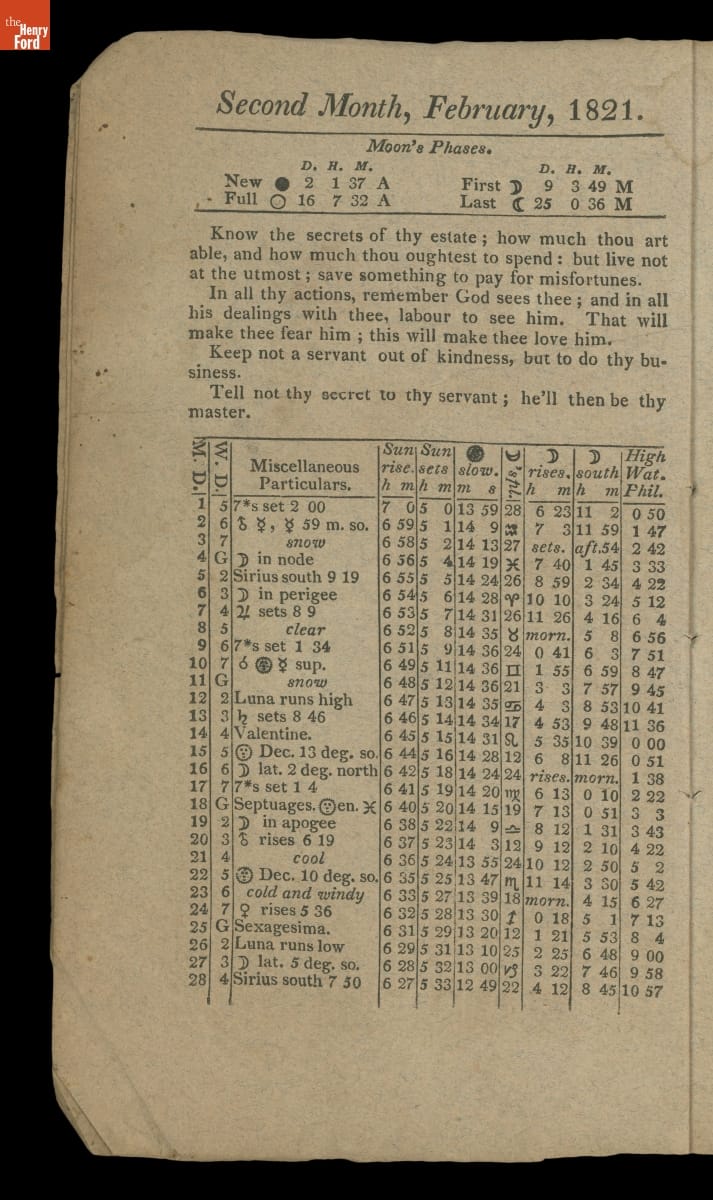 the
Henry
Ford
Second Month, February, 1821.
Moon's Phases.
D. H. M. D. H. M.
New ● 2 1 37 A First ☽ 9 3 49 M
Full ○ 16 7 32 A Last ☾ 25 0 36 M
Know the secrets of thy estate ; how much thou art
able, and how much thou oughtest to spend : but live not
at the utmost ; save something to pay for misfortunes.
In all thy actions, remember God sees thee ; and in all
his dealings with thee, labour to see him. That will
make thee fear him ; this will make thee love him.
Keep not a servant out of kindness, but to do thy bu-
siness.
Tell not thy secret to thy servant ; he'll then be thy
master.
M. D. W. D. Miscellaneous Particulars. Sun rise. h m Sun sets h m slow. m s ☽ ☽ rises. h m ☽ south h m High Wat. Phil.
1 5 7*s set 2 00 7 0 5 0 13 59 28 6 23 11 2 0 50
2 6 ☿, ☿ 59 m. so. 6 59 5 1 14 9 ♒ 7 3 11 59 1 47
3 7 snow 6 58 5 2 14 13 27 sets. aft.54 2 42
4 G ☽ in node 6 56 5 4 14 19 ♓ 7 40 1 45 3 33
5 2 Sirius south 9 19 6 55 5 5 14 24 26 8 59 2 34 4 22
6 3 ☽ in perigee 6 54 5 6 14 28 ♈ 10 10 3 24 5 12
7 4 ♃ sets 8 9 6 53 5 7 14 31 26 11 26 4 16 6 4
8 5 clear 6 52 5 8 14 35 ♉ morn. 5 8 6 56
9 6 7*s set 1 34 6 51 5 9 14 36 24 0 41 6 3 7 51
10 7 ☌ ☉ ☿ sup. 6 49 5 11 14 36 ♊ 1 55 6 59 8 47
11 G snow 6 48 5 12 14 36 21 3 3 7 57 9 45
12 2 Luna runs high 6 47 5 13 14 35 ♋ 4 3 8 53 10 41
13 3 ♄ sets 8 46 6 46 5 14 14 34 17 4 53 9 48 11 36
14 4 Valentine. 6 45 5 15 14 31 ♌ 5 35 10 39 0 00
15 5 ☉ Dec. 13 deg. so. 6 44 5 16 14 28 12 6 8 11 26 0 51
16 6 ☽ lat. 2 deg. north 6 42 5 18 14 24 24 rises. morn. 1 38
17 7 7*s set 1 4 6 41 5 19 14 20 ♍ 6 13 0 10 2 22
18 G Septuages. ☉en. ♓ 6 40 5 20 14 15 19 7 13 0 51 3 3
19 2 ☽ in apogee 6 38 5 22 14 9 ♎ 8 12 1 31 3 43
20 3 rises 6 19 6 37 5 23 14 3 12 9 12 2 10 4 22
21 4 cool 6 36 5 24 13 55 24 10 12 2 50 5 2
22 5 ☉ Dec. 10 deg. so. 6 35 5 25 13 47 ♏ 11 14 3 30 5 42
23 6 cold and windy 6 33 5 27 13 39 18 morn. 4 15 6 27
24 7 ♀ rises 5 36 6 32 5 28 13 30 ♐ 0 18 5 1 7 13
25 G Sexagesima. 6 31 5 29 13 20 12 1 21 5 53 8 4
26 2 Luna runs low 6 29 5 31 13 10 25 2 25 6 48 9 00
27 3 ☽ lat. 5 deg. so. 6 28 5 32 13 00 ♑ 3 22 7 46 9 58
28 4 Sirius south 7 50 6 27 5 33 12 49 22 4 12 8 45 10 57